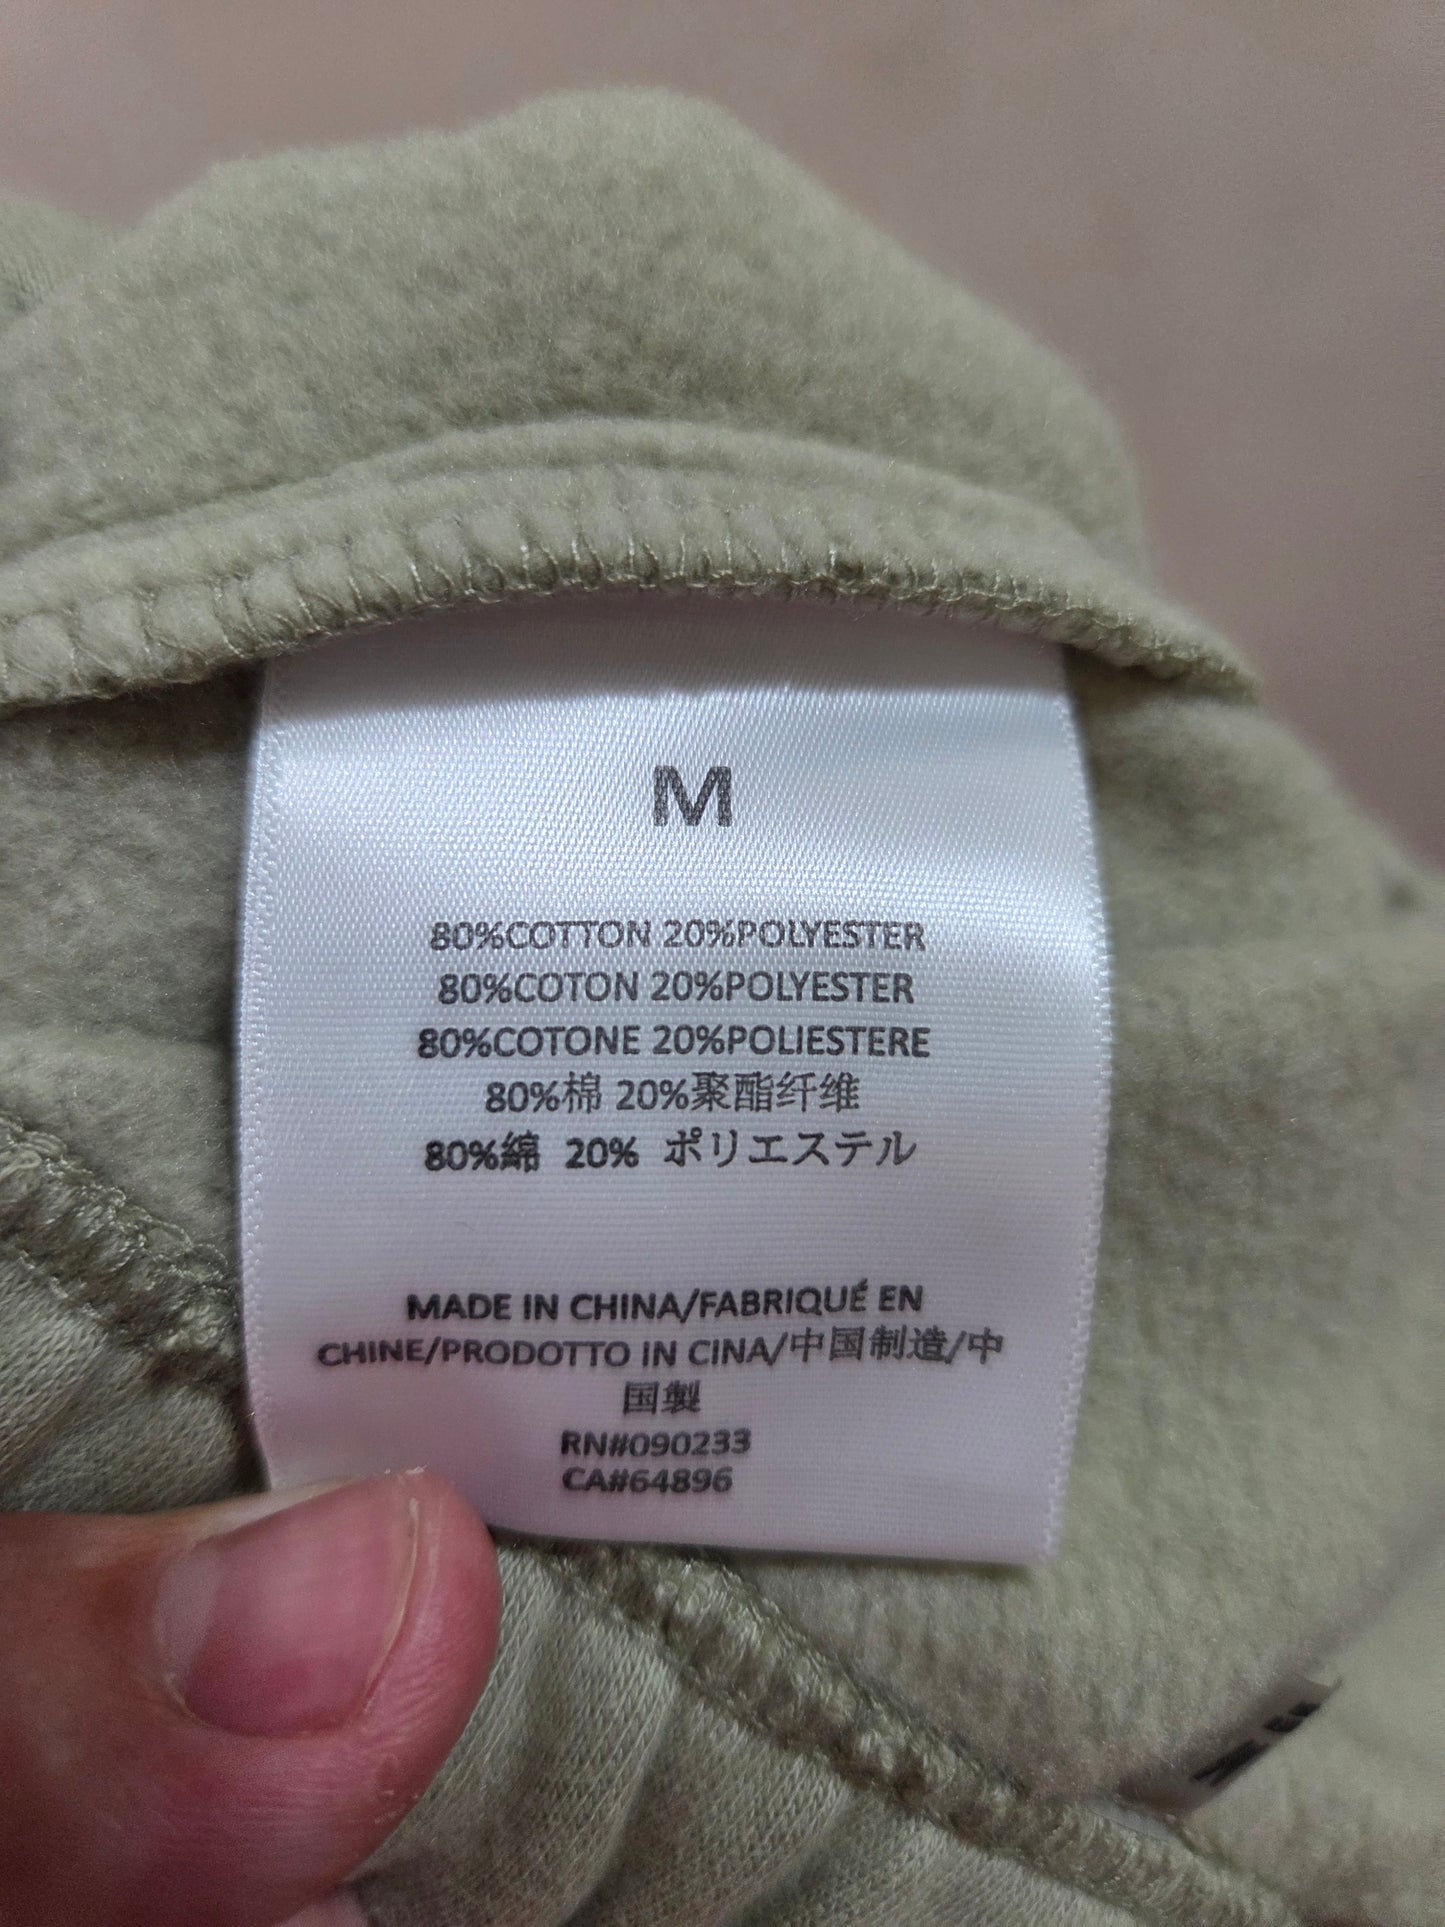 M
80%COTTON 20%POLYESTER
80%COTON 20%POLYESTER
80%COTONE 20%POLIESTERE
80%棉 20%聚酯纤维
80%綿 20% ポリエステル
MADE IN CHINA/FABRIQUÉ EN
CHINE/PRODOTTO IN CINA/中国制造/中
国製
RN#090233
CA#64896